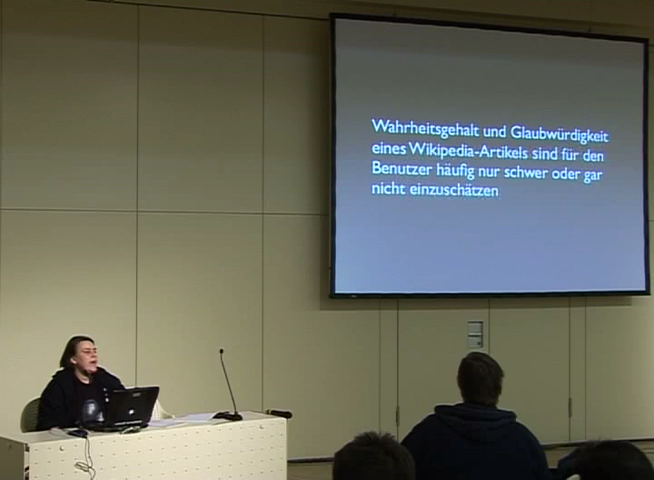 Wahrheitsgehalt und Glaubwürdigkeit
eines Wikipedia-Artikels sind für den
Benutzer häufig nur schwer oder gar
nicht einzuschätzen